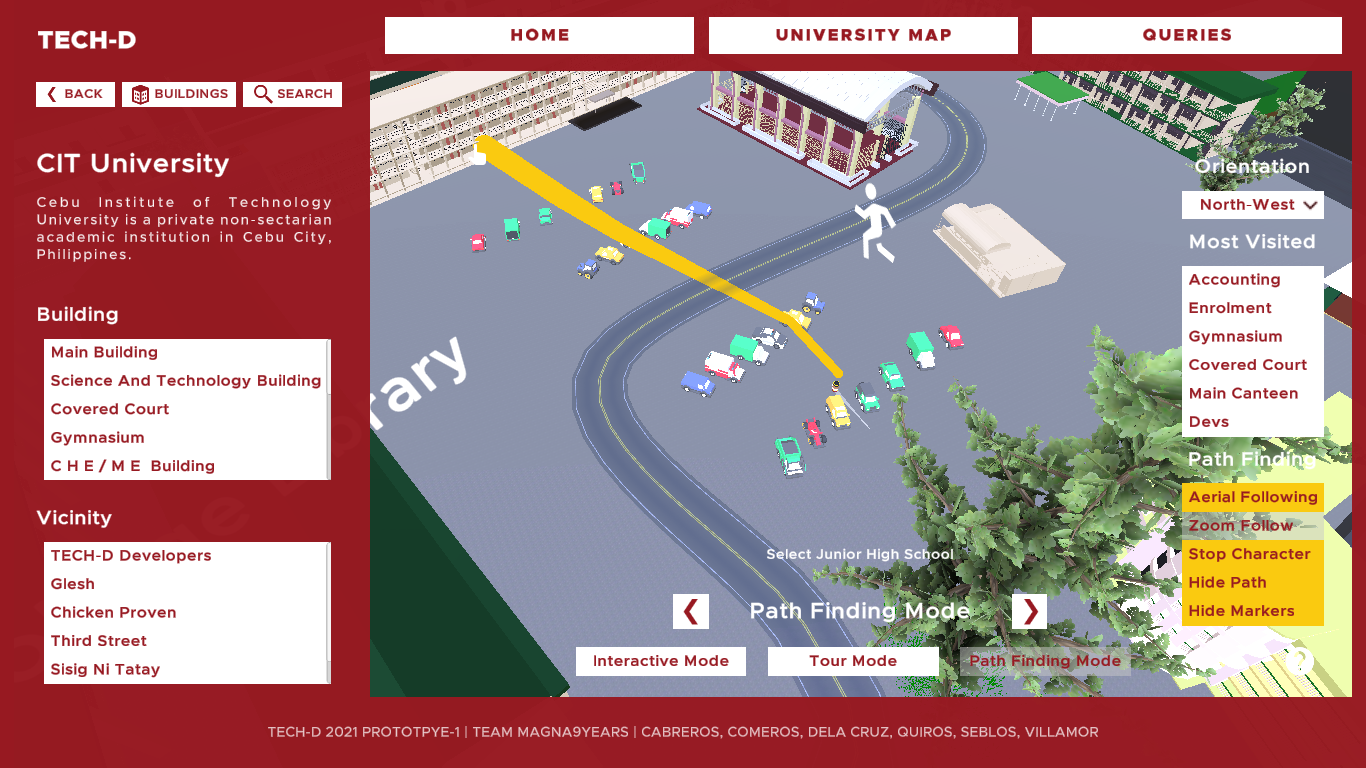 TECH-D
HOME
UNIVERSITY MAP
QUERIES
BACK
BUILDINGS
SEARCH
CIT University
Cebu Institute of Technology
University is a private non-sectarian
academic institution in Cebu City,
Philippines.
Building
Main Building
Science And Technology Building
Covered Court
Gymnasium
C H E / M E Building
Vicinity
TECH-D Developers
Glesh
Chicken Proven
Third Street
Sisig Ni Tatay
rary
Orientation
North-West
Most Visited
Accounting
Enrolment
Gymnasium
Covered Court
Main Canteen
Devs
Path Finding
Aerial Following
Zoom Follow
Stop Character
Hide Path
Hide Markers
?
Select Junior High School
Path Finding Mode
Interactive Mode
Tour Mode
Path Finding Mode
TECH-D 2021 PROTOTPYE-1 | TEAM MAGNA9YEARS | CABREROS, COMEROS, DELA CRUZ, QUIROS, SEBLOS, VILLAMOR